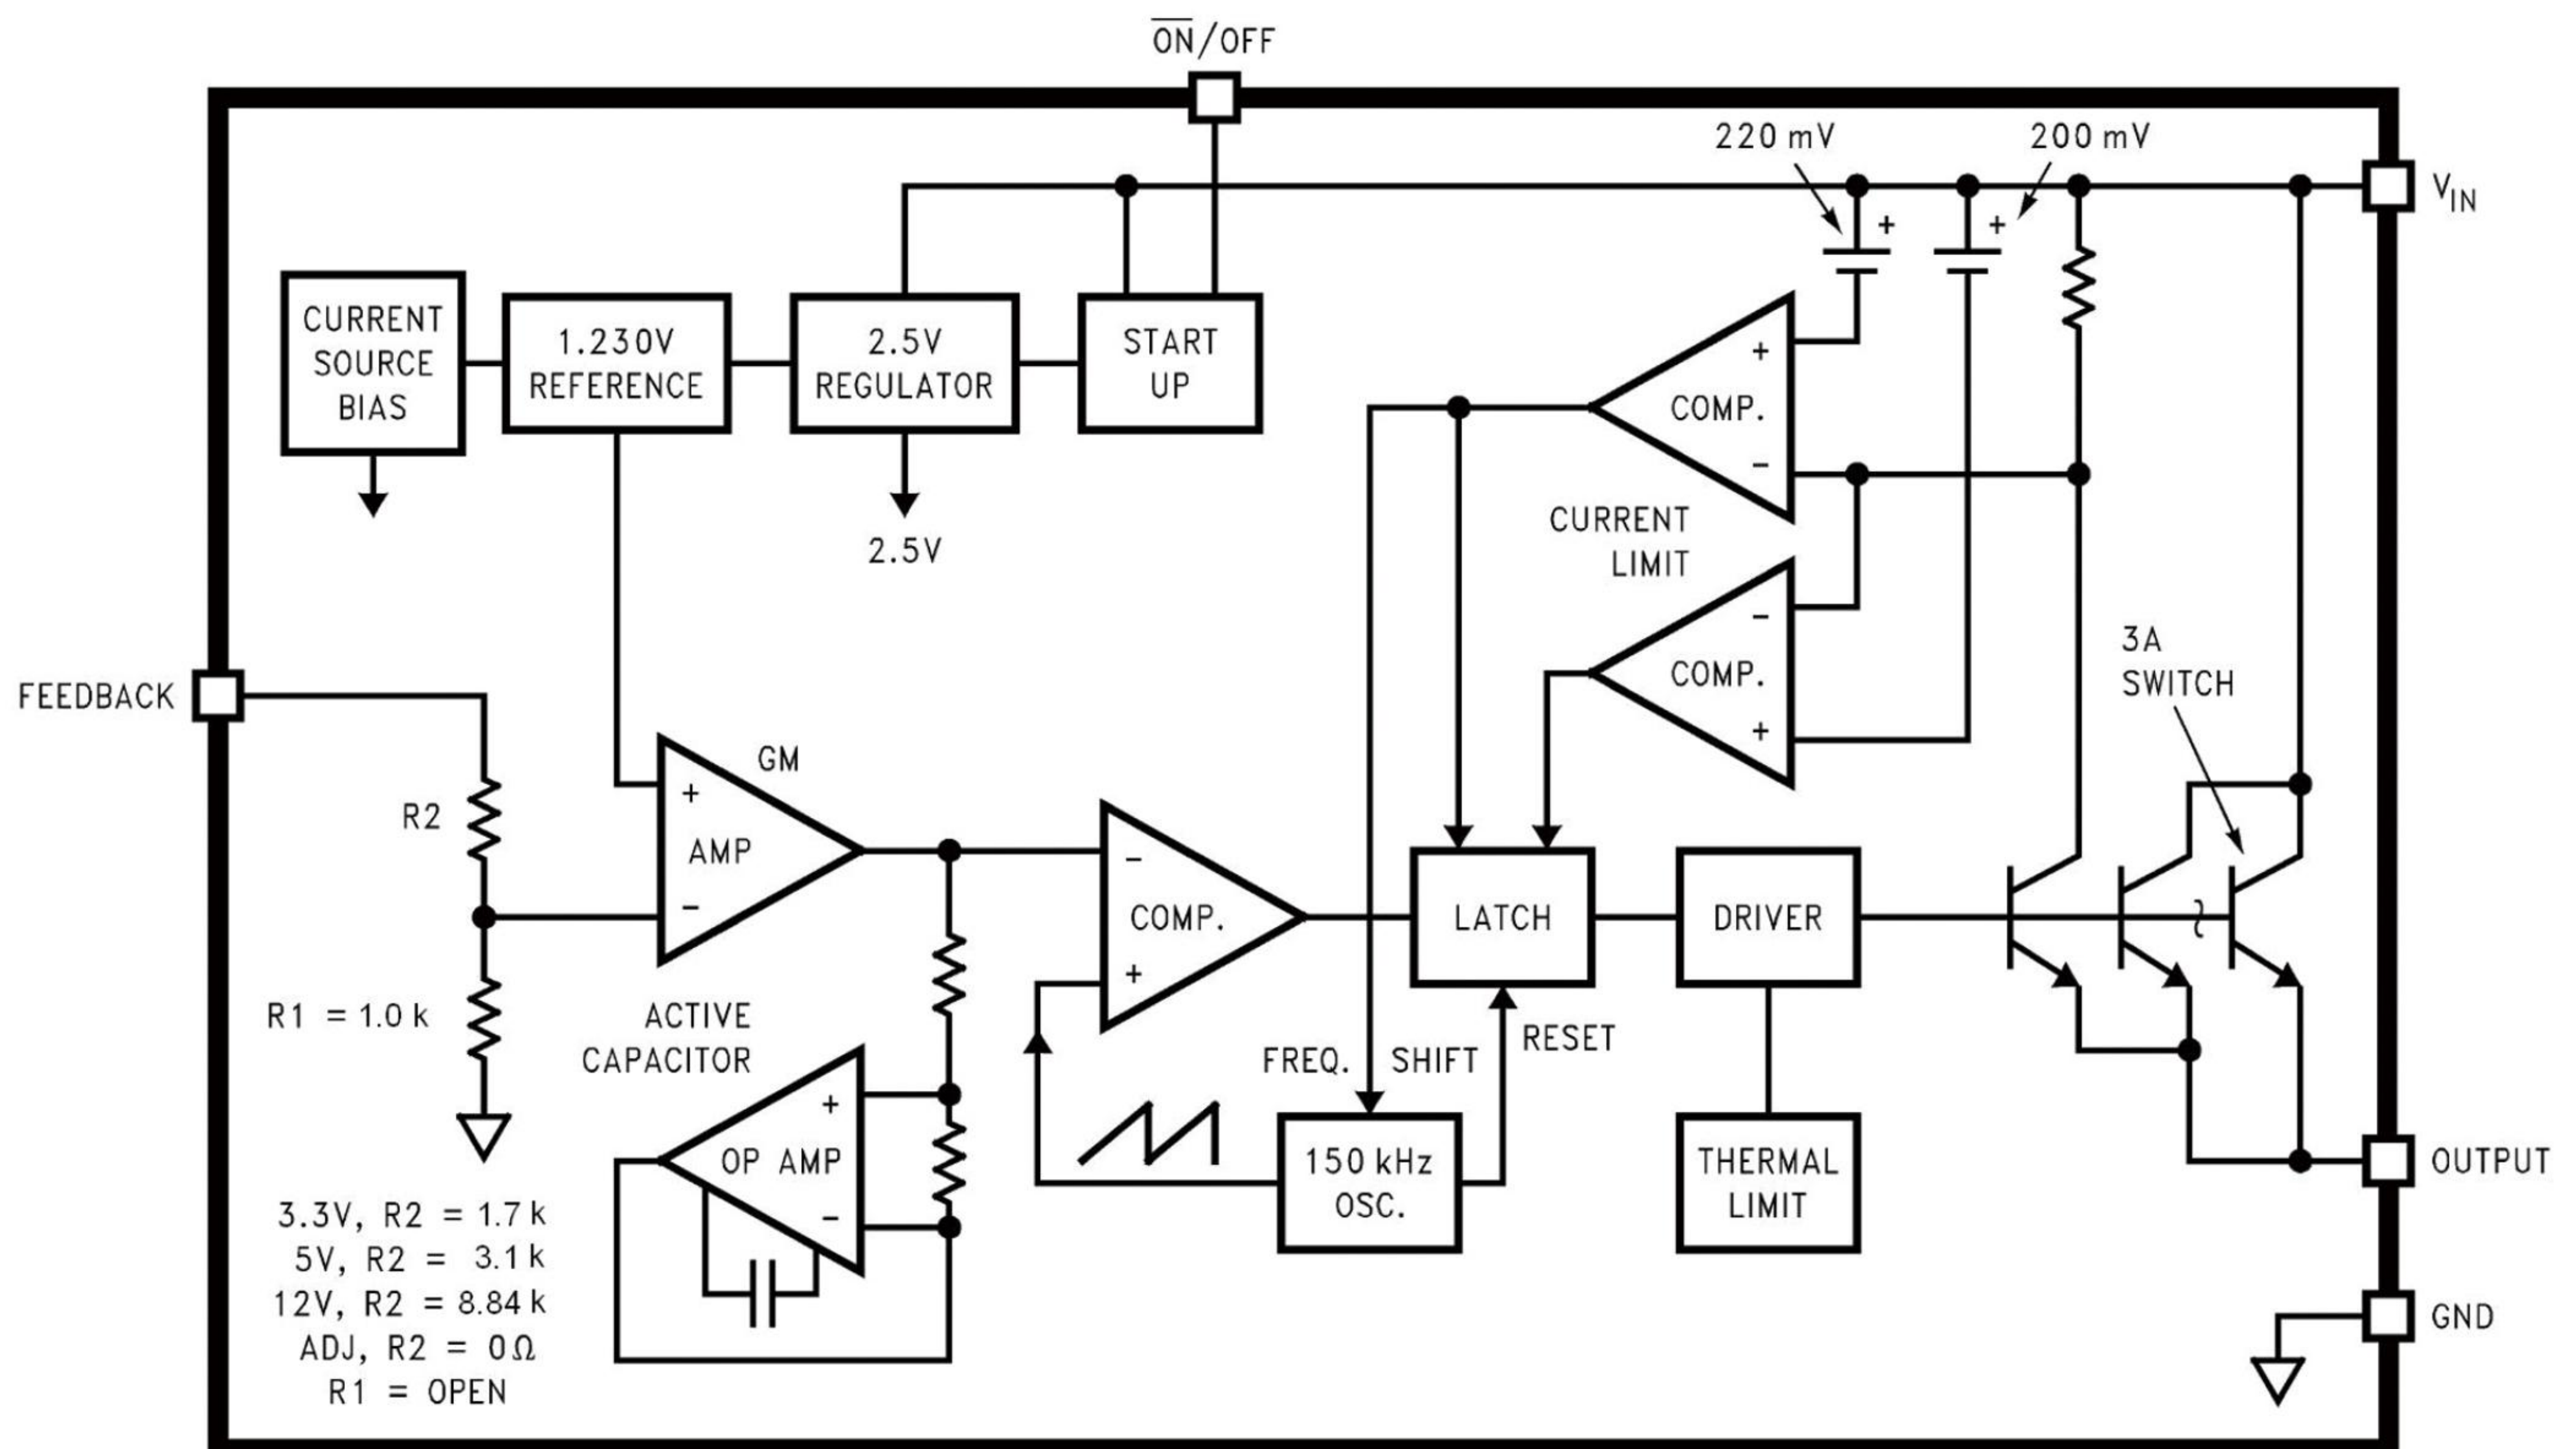 ON/OFF
220 mV
200 mV
VIN
CURRENT
SOURCE
BIAS
1.230V
REFERENCE
2.5V
REGULATOR
START
UP
+
+
+
COMP.
-
2.5V
CURRENT
LIMIT
-
COMP.
+
3A
SWITCH
FEEDBACK
R2
GM
+
AMP
-
-
COMP.
+
LATCH
DRIVER
R1 = 1.0 k
ACTIVE
CAPACITOR
FREQ. SHIFT
RESET
+
OP AMP
-
150 kHz
OSC.
THERMAL
LIMIT
OUTPUT
3.3V, R2 = 1.7 k
5V, R2 = 3.1 k
12V, R2 = 8.84 k
ADJ, R2 = 0Ω
R1 = OPEN
GND